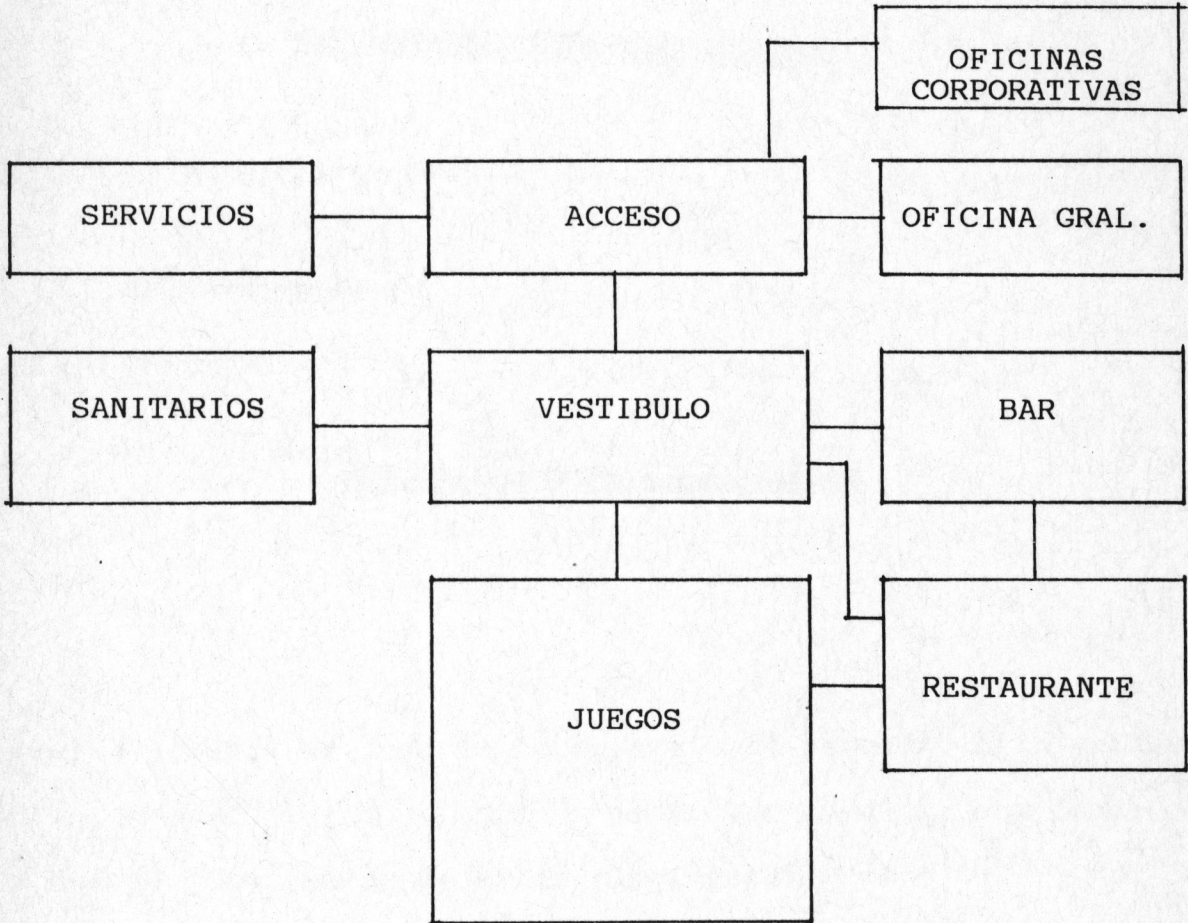 OFICINAS
CORPORATIVAS
SERVICIOS
ACCESO
OFICINA GRAL.
SANITARIOS
VESTIBULO
BAR
JUEGOS
RESTAURANTE